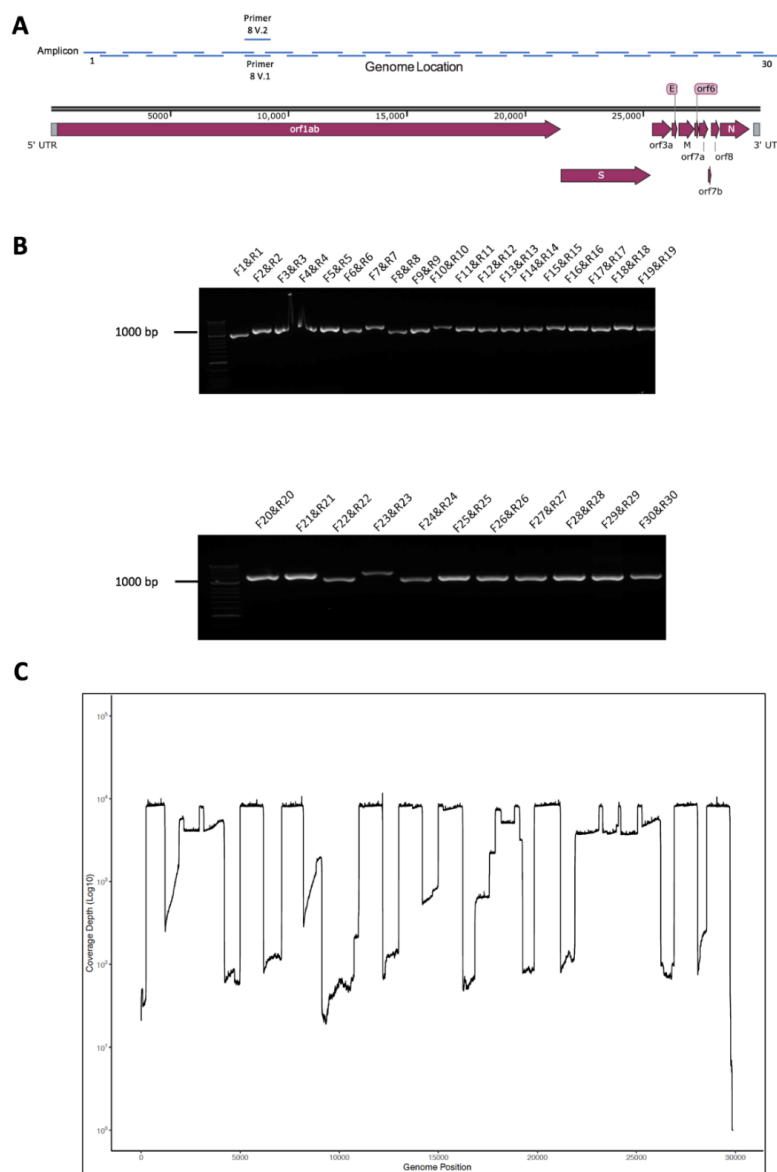 A
Primer
8 V.2
Amplicon
1
Primer
8 V.1
Genome Location
30
E
orf6
5000
10,000
15,000
20,000
25,000
orf1ab
5' UTR
orf3a
M
N
3' UT
orf7a
orf8
S
orf7b
B
F1&R1
F2&R2
F3&R3
F4&R4
F5&R5
F6&R6
F7&R7
F8&R8
F9&R9
F10&R10
F11&R11
F12&R12
F13&R13
F14&R14
F15&R15
F16&R16
F17&R17
F18&R18
F19&R19
1000 bp
F20&R20
F21&R21
F22&R22
F23&R23
F24&R24
F25&R25
F26&R26
F27&R27
F28&R28
F29&R29
F30&R30
1000 bp
C
Coverage Depth (Log10)
10⁵
10⁴
10³
10²
10¹
10⁰
0
5000
10000
15000
20000
25000
30000
Genome Position